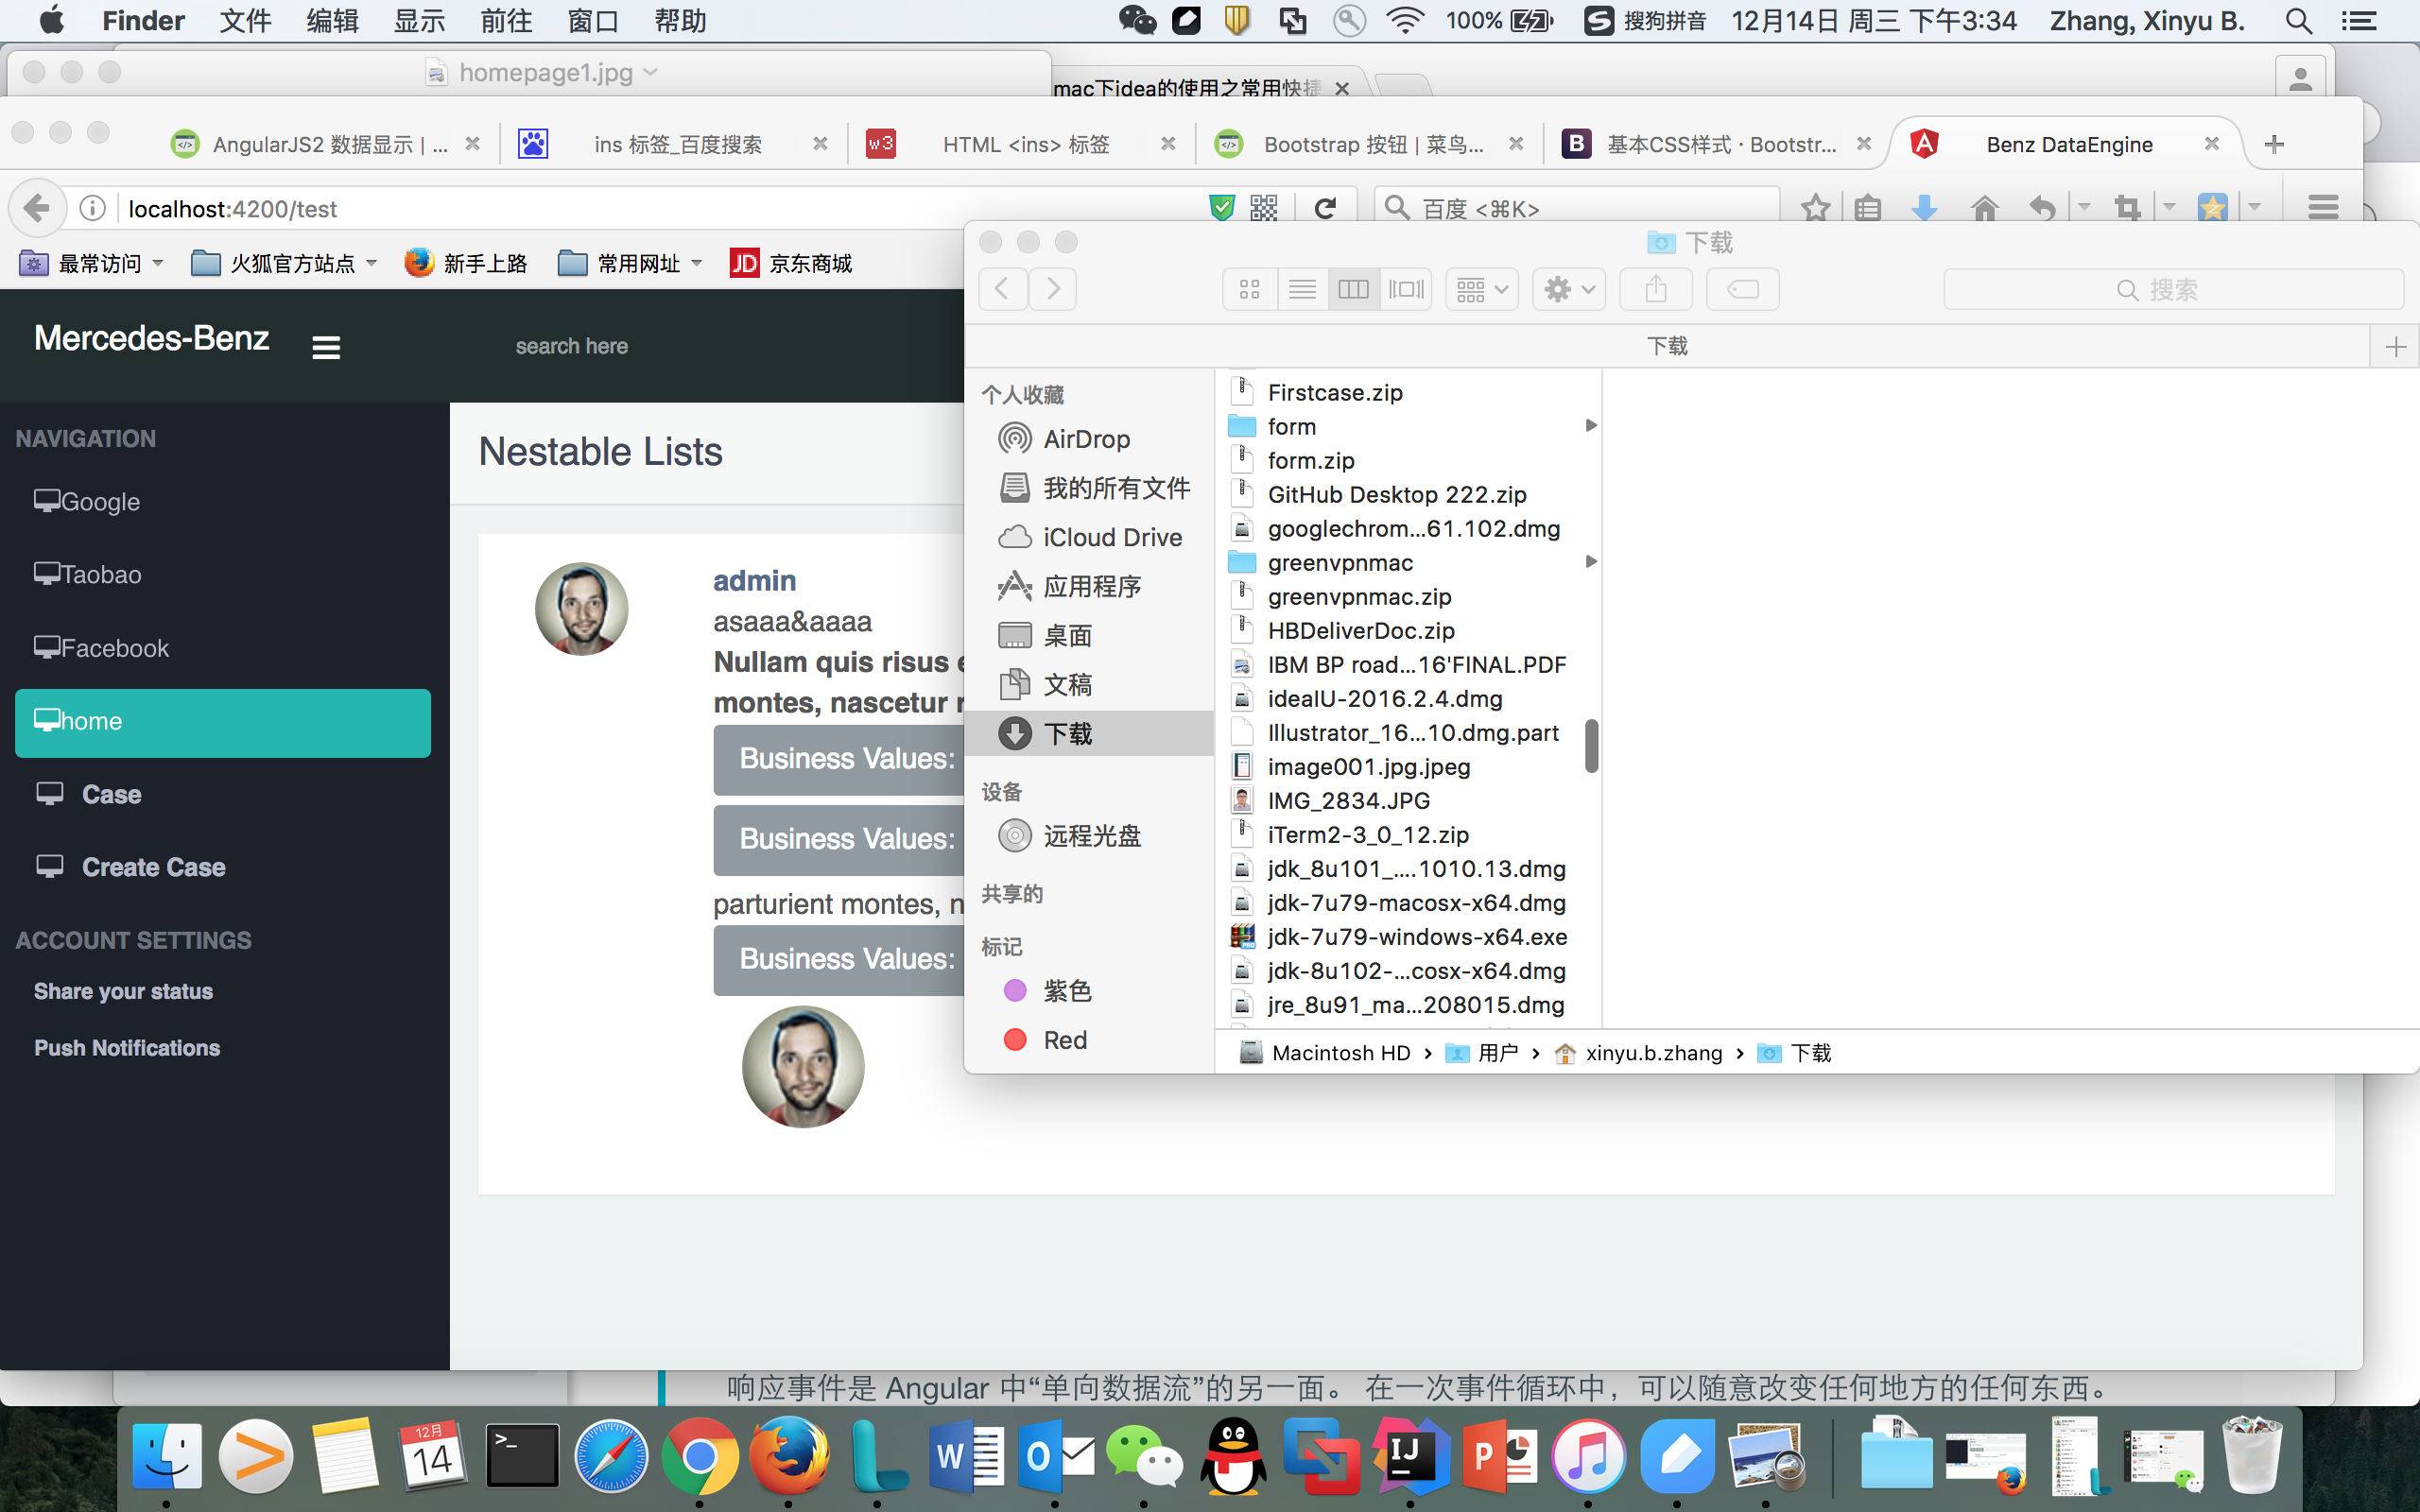 Finder 文件 编辑 显示 前往 窗口 帮助 100% 搜狗拼音 12月14日 周三 下午3:34 Zhang, Xinyu B.
homepage1.jpg
mac下idea的使用之常用快捷
AngularJS2 数据显示 | ... ins 标签_百度搜索 HTML <ins> 标签 Bootstrap 按钮 | 菜鸟... 基本CSS样式 · Bootstr... Benz DataEngine
localhost:4200/test 百度 <⌘K>
最常访问 火狐官方站点 新手上路 常用网址 JD 京东商城
Mercedes-Benz search here
NAVIGATION
Google
Taobao
Facebook
home
Case
Create Case
ACCOUNT SETTINGS
Share your status
Push Notifications
Nestable Lists
admin
asaaa&aaaa
Nullam quis risus
montes, nascetur
Business Values:
Business Values:
parturient montes,
Business Values:
下载
搜索
下载
个人收藏
AirDrop
我的所有文件
iCloud Drive
应用程序
桌面
文稿
下载
设备
远程光盘
共享的
标记
紫色
Red
Firstcase.zip
form
form.zip
GitHub Desktop 222.zip
googlechrom...61.102.dmg
greenvpnmac
greenvpnmac.zip
HBDeliverDoc.zip
IBM BP road...16'FINAL.PDF
ideaIU-2016.2.4.dmg
Illustrator_16...10.dmg.part
image001.jpg.jpeg
IMG_2834.JPG
iTerm2-3_0_12.zip
jdk_8u101_....1010.13.dmg
jdk-7u79-macosx-x64.dmg
jdk-7u79-windows-x64.exe
jdk-8u102-...cosx-x64.dmg
jre_8u91_ma...208015.dmg
Macintosh HD › 用户 › xinyu.b.zhang › 下载
响应事件是 Angular 中“单向数据流”的另一面。 在一次事件循环中，可以随意改变任何地方的任何东西。
12月
14